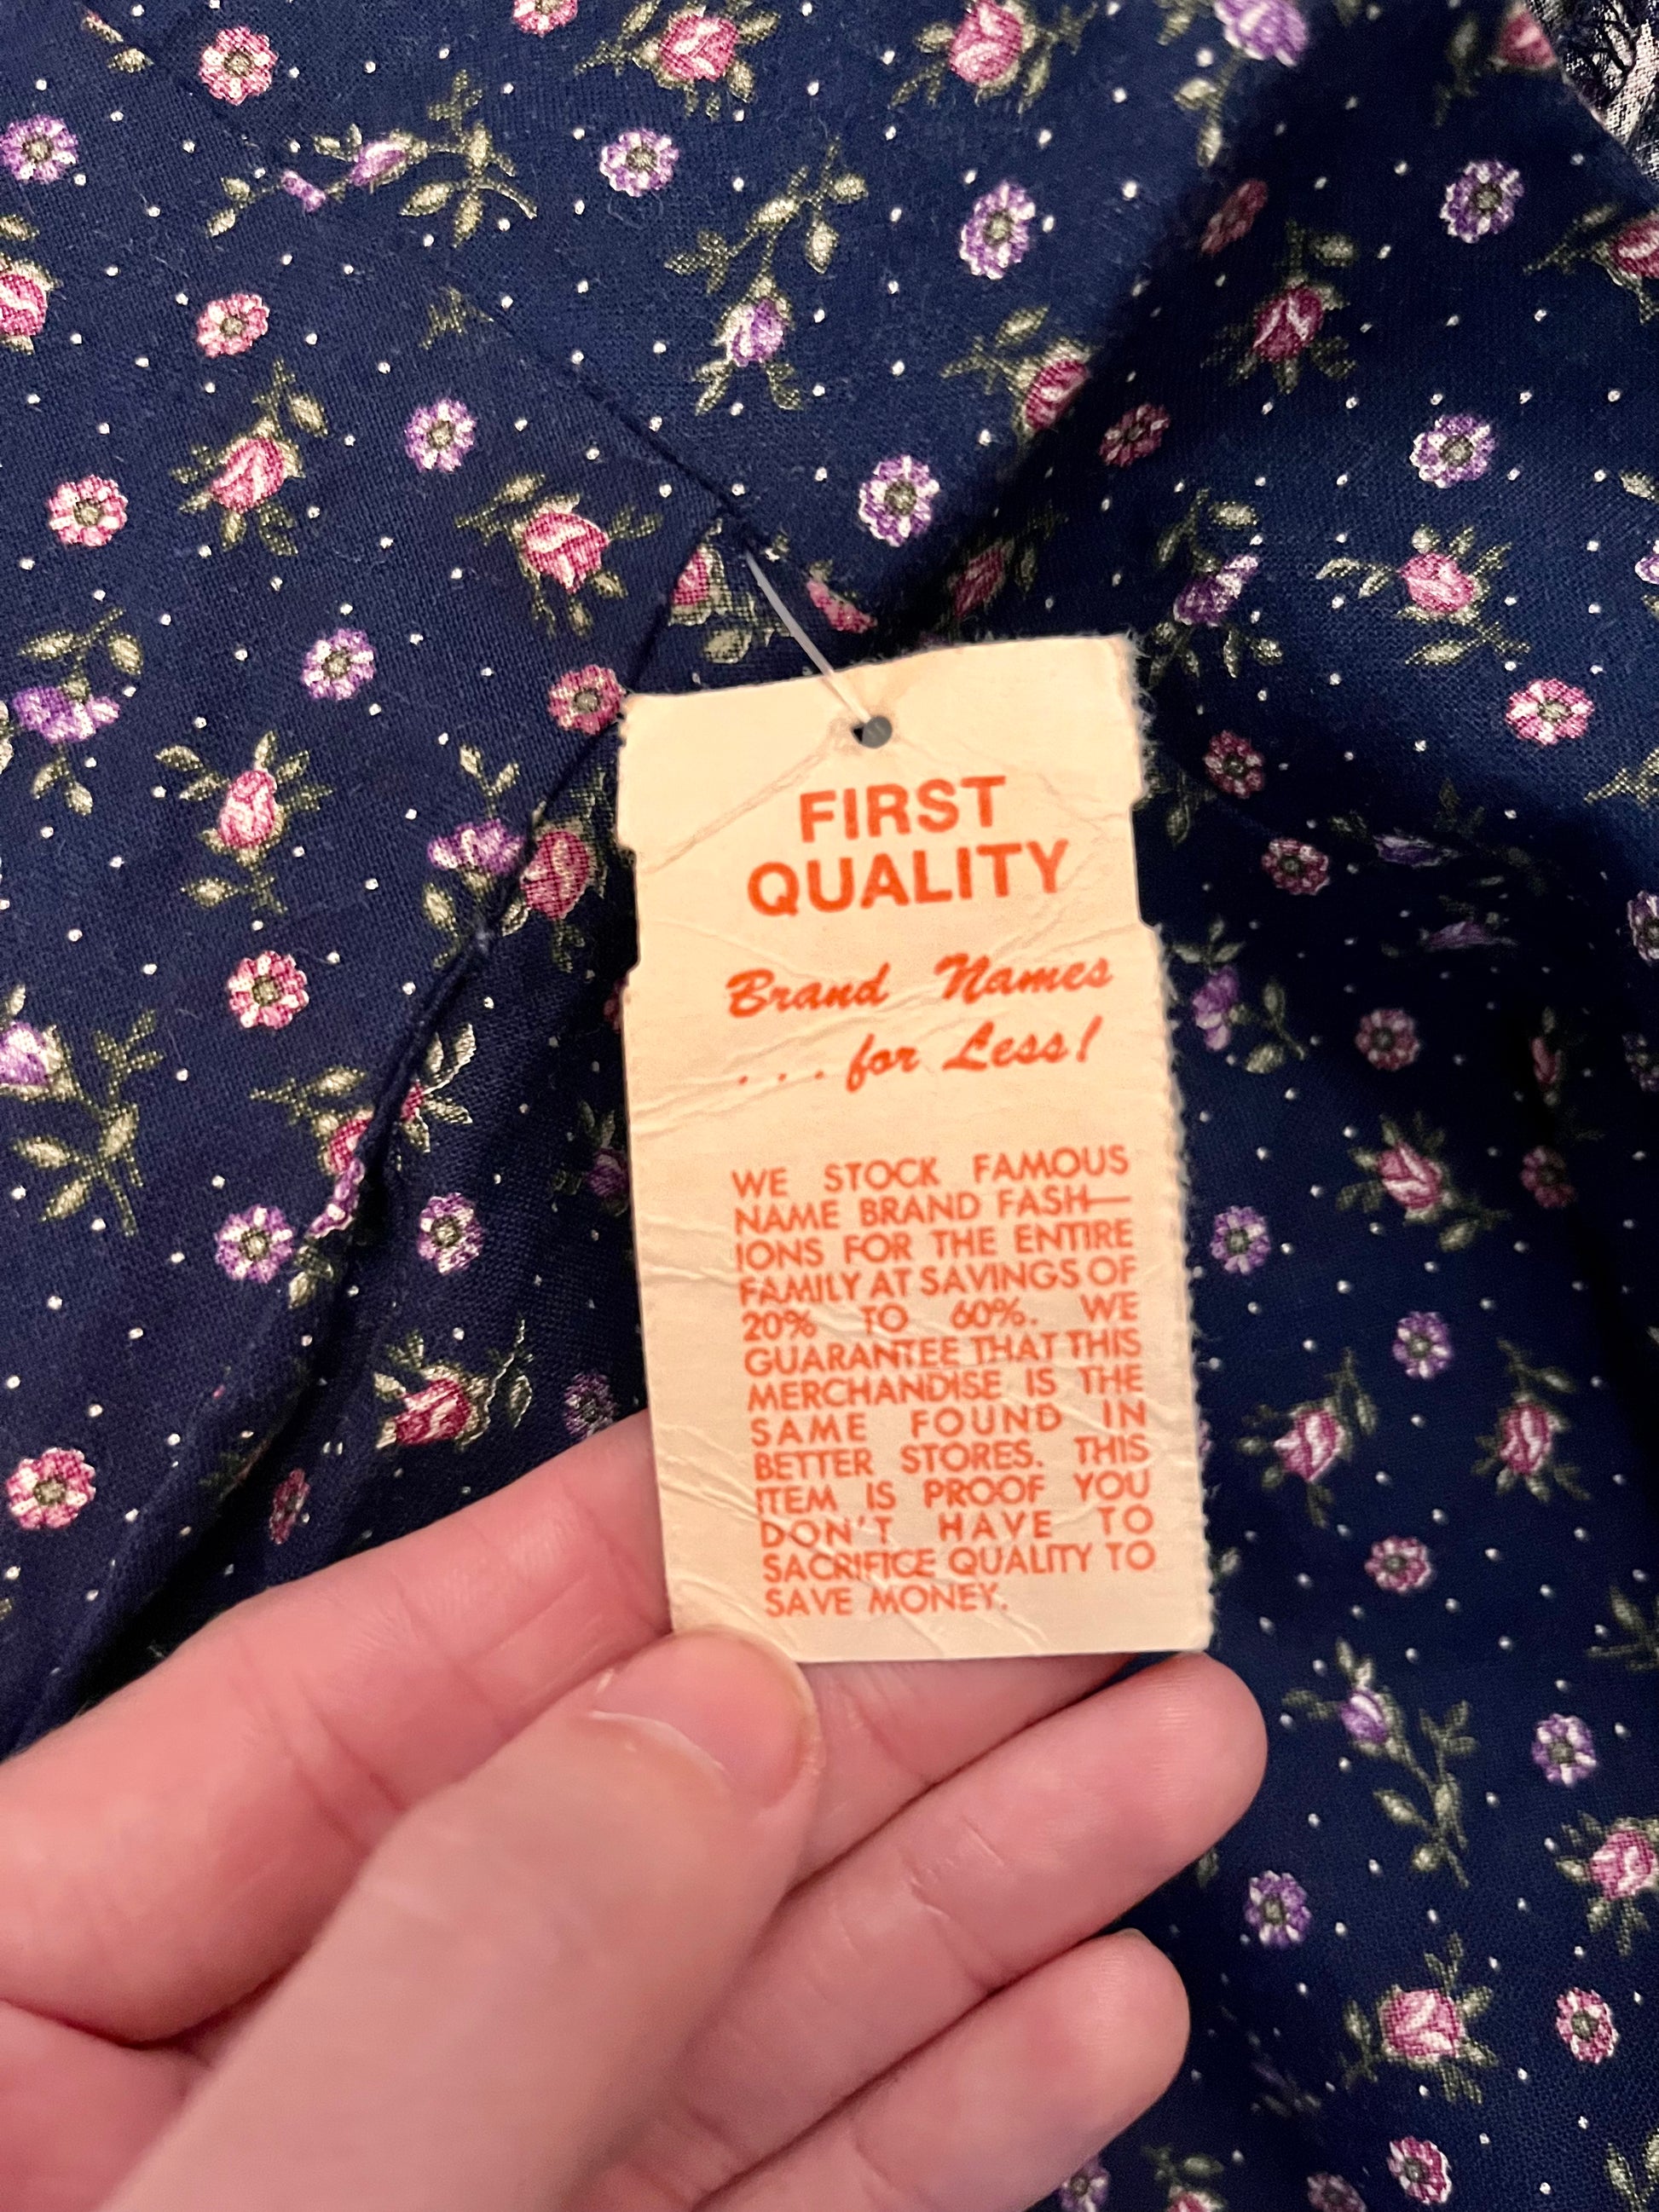 FIRST
QUALITY
Brand Names
. . . for Less!
WE STOCK FAMOUS
NAME BRAND FASH—
IONS FOR THE ENTIRE
FAMILY AT SAVINGS OF
20% TO 60%. WE
GUARANTEE THAT THIS
MERCHANDISE IS THE
SAME FOUND IN
BETTER STORES. THIS
ITEM IS PROOF YOU
DON'T HAVE TO
SACRIFICE QUALITY TO
SAVE MONEY.